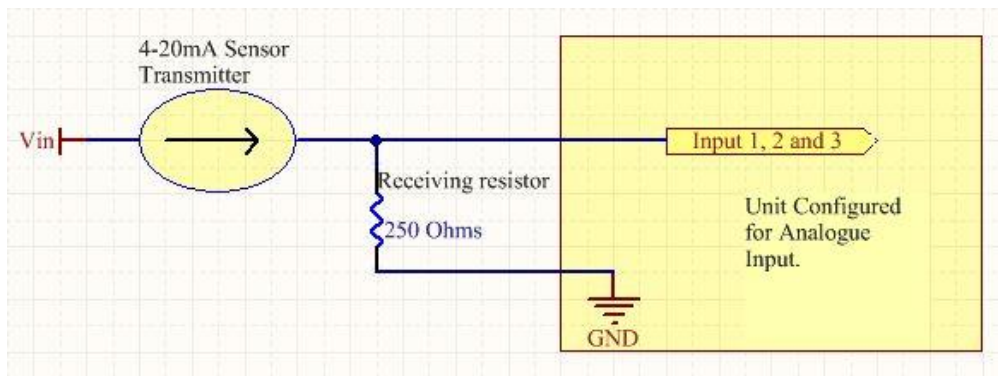 4-20mA Sensor
Transmitter
Vin
Input 1, 2 and 3
Receiving resistor
250 Ohms
Unit Configured
for Analogue
Input.
GND